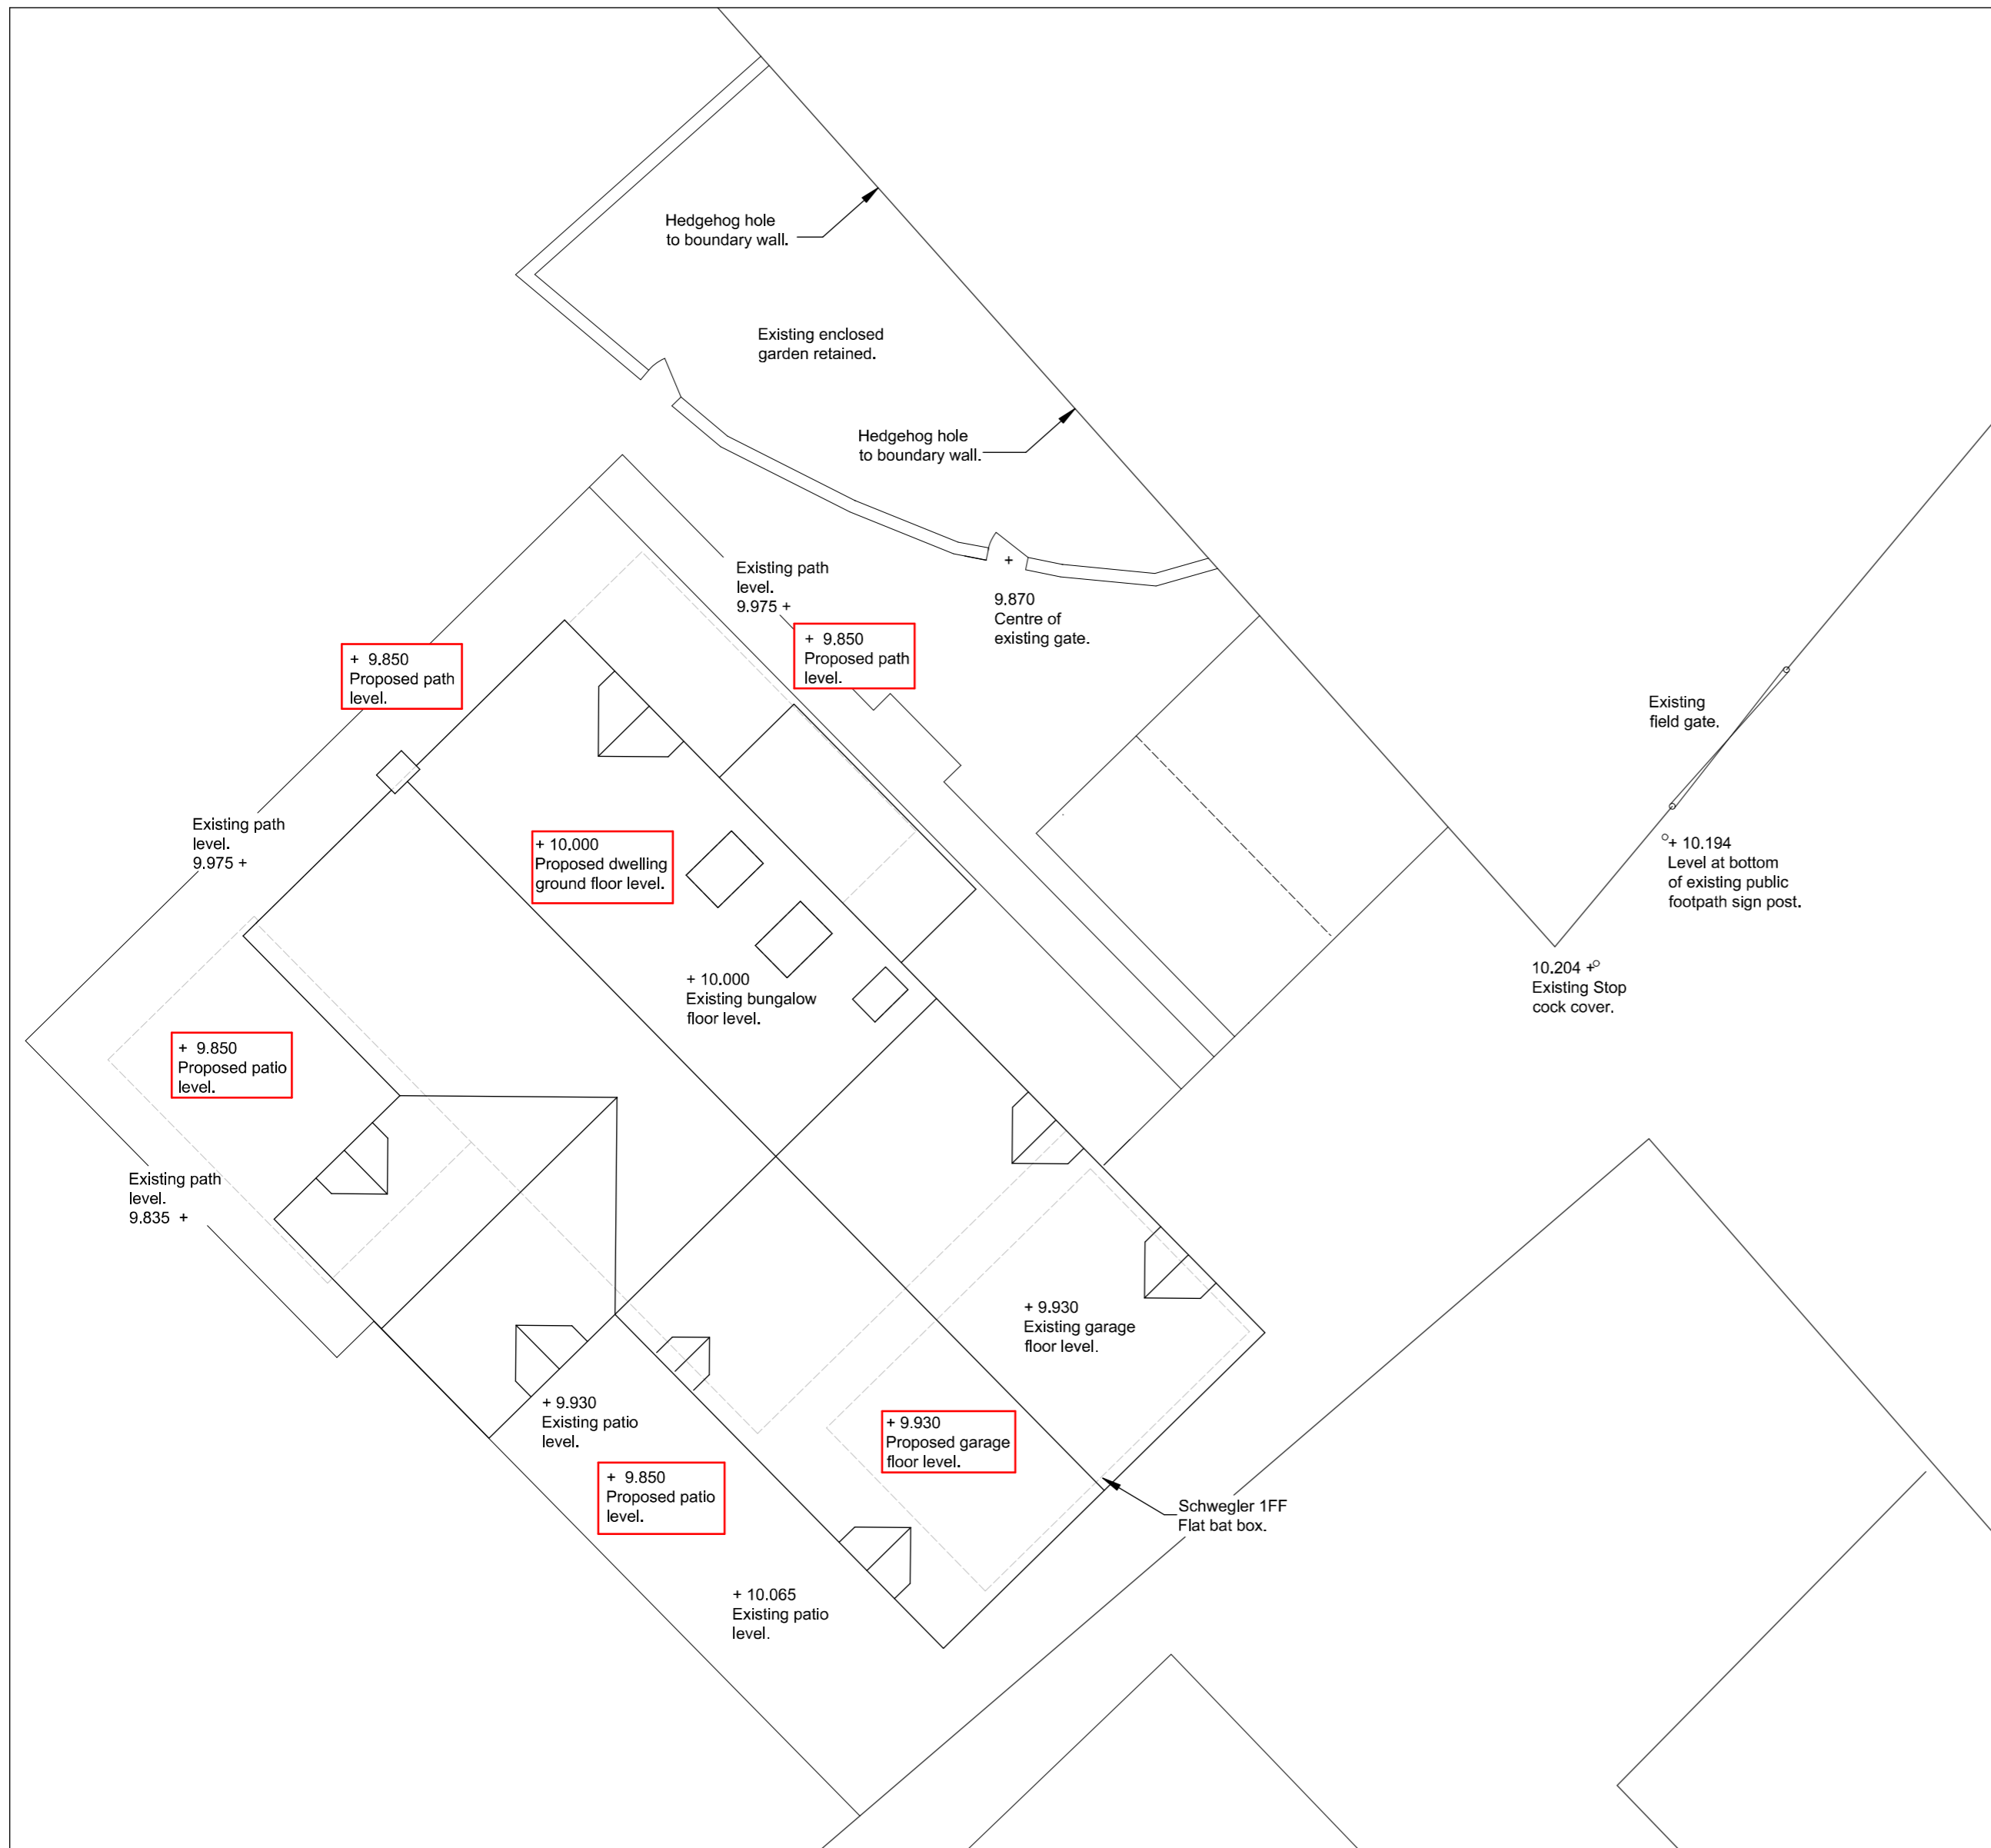 Hedgehog hole
to boundary wall.
Existing enclosed
garden retained.
Hedgehog hole
to boundary wall.
Existing path
level.
9.975 +
9.870
Centre of
existing gate.
+ 9.850
Proposed path
level.
+ 9.850
Proposed path
level.
Existing
field gate.
Existing path
level.
9.975 +
+ 10.000
Proposed dwelling
ground floor level.
+ 10.194
Level at bottom
of existing public
footpath sign post.
+ 10.000
Existing bungalow
floor level.
10.204 +
Existing Stop
cock cover.
+ 9.850
Proposed patio
level.
Existing path
level.
9.835 +
+ 9.930
Existing garage
floor level.
+ 9.930
Existing patio
level.
+ 9.930
Proposed garage
floor level.
+ 9.850
Proposed patio
level.
Schwegler 1FF
Flat bat box.
+ 10.065
Existing patio
level.